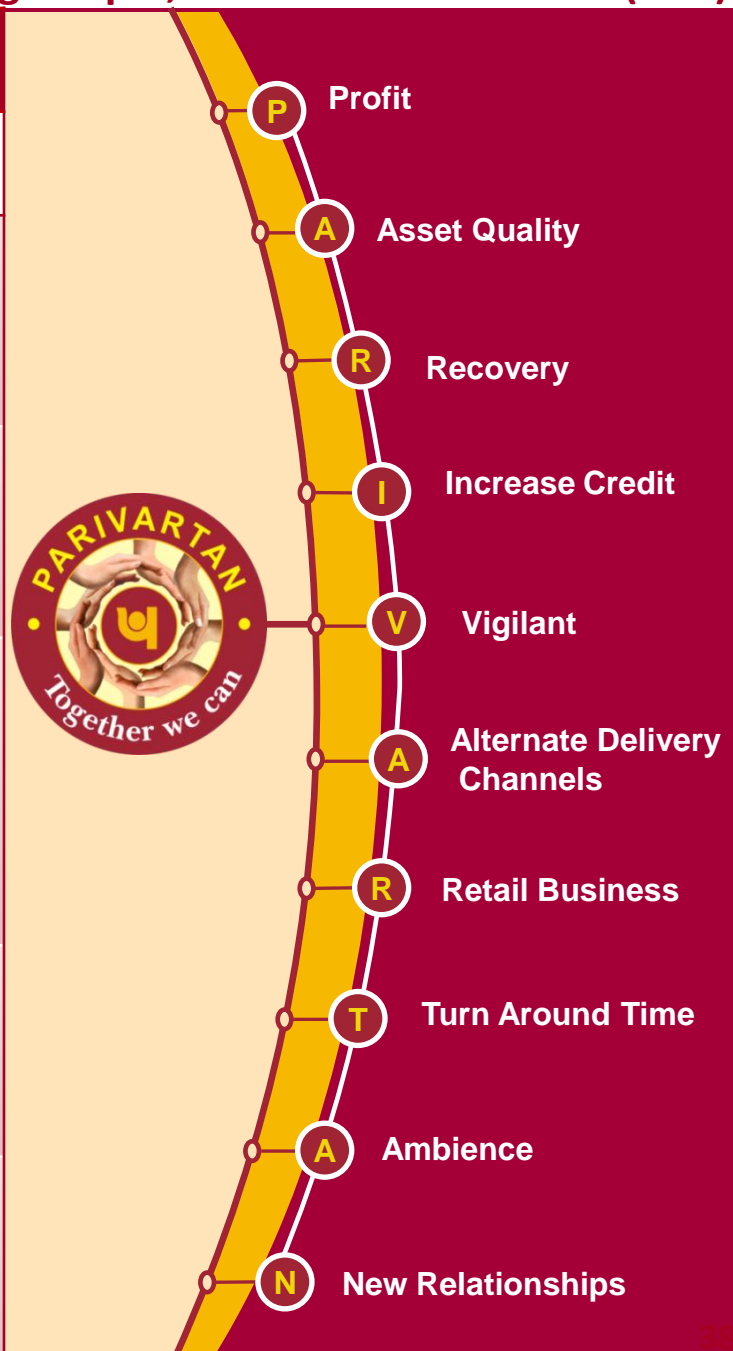 P Profit
A Asset Quality
R Recovery
I Increase Credit
PARIVARTAN
Together we can
V Vigilant
A Alternate Delivery
Channels
R Retail Business
T Turn Around Time
A Ambience
N New Relationships